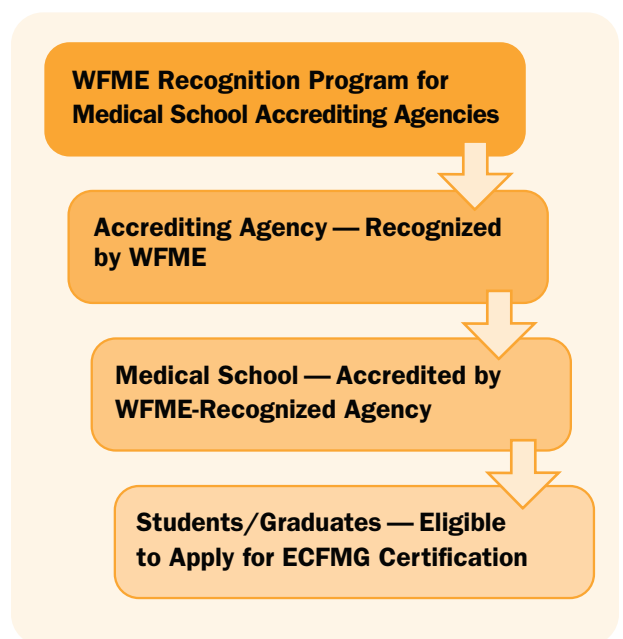 WFME Recognition Program for
Medical School Accrediting Agencies
Accrediting Agency — Recognized
by WFME
Medical School — Accredited by
WFME-Recognized Agency
Students/Graduates — Eligible
to Apply for ECFMG Certification